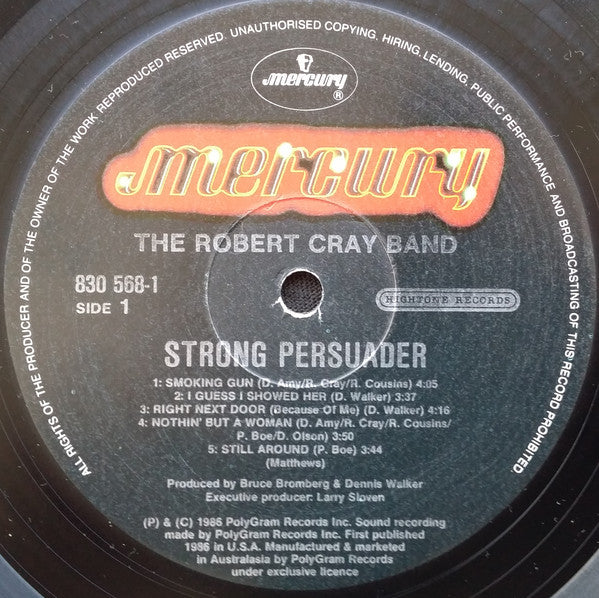 ALL RIGHTS OF THE PRODUCER AND OF THE OWNER OF THE WORK REPRODUCED RESERVED. UNAUTHORISED COPYING, HIRING, LENDING, PUBLIC PERFORMANCE AND BROADCASTING OF THIS RECORD PROHIBITED.
mercury
®
mercury
THE ROBERT CRAY BAND
830 568-1
SIDE 1
HIGHTONE RECORDS
STRONG PERSUADER
1: SMOKING GUN (D. Amy/R. Cray/R. Cousins) 4:05
2: I GUESS I SHOWED HER (D. Walker) 3:37
3: RIGHT NEXT DOOR (Because Of Me) (D. Walker) 4:16
4: NOTHIN' BUT A WOMAN (D. Amy/R. Cray/R. Cousins/
P. Boe/D. Olson) 3:50
5: STILL AROUND (P. Boe) 3:44
(Matthews)
Produced by Bruce Bromberg & Dennis Walker
Executive producer: Larry Sloven
(P) & (C) 1986 PolyGram Records Inc. Sound recording
made by PolyGram Records Inc. First published
1986 in U.S.A. Manufactured & marketed
in Australasia by PolyGram Records
under exclusive licence